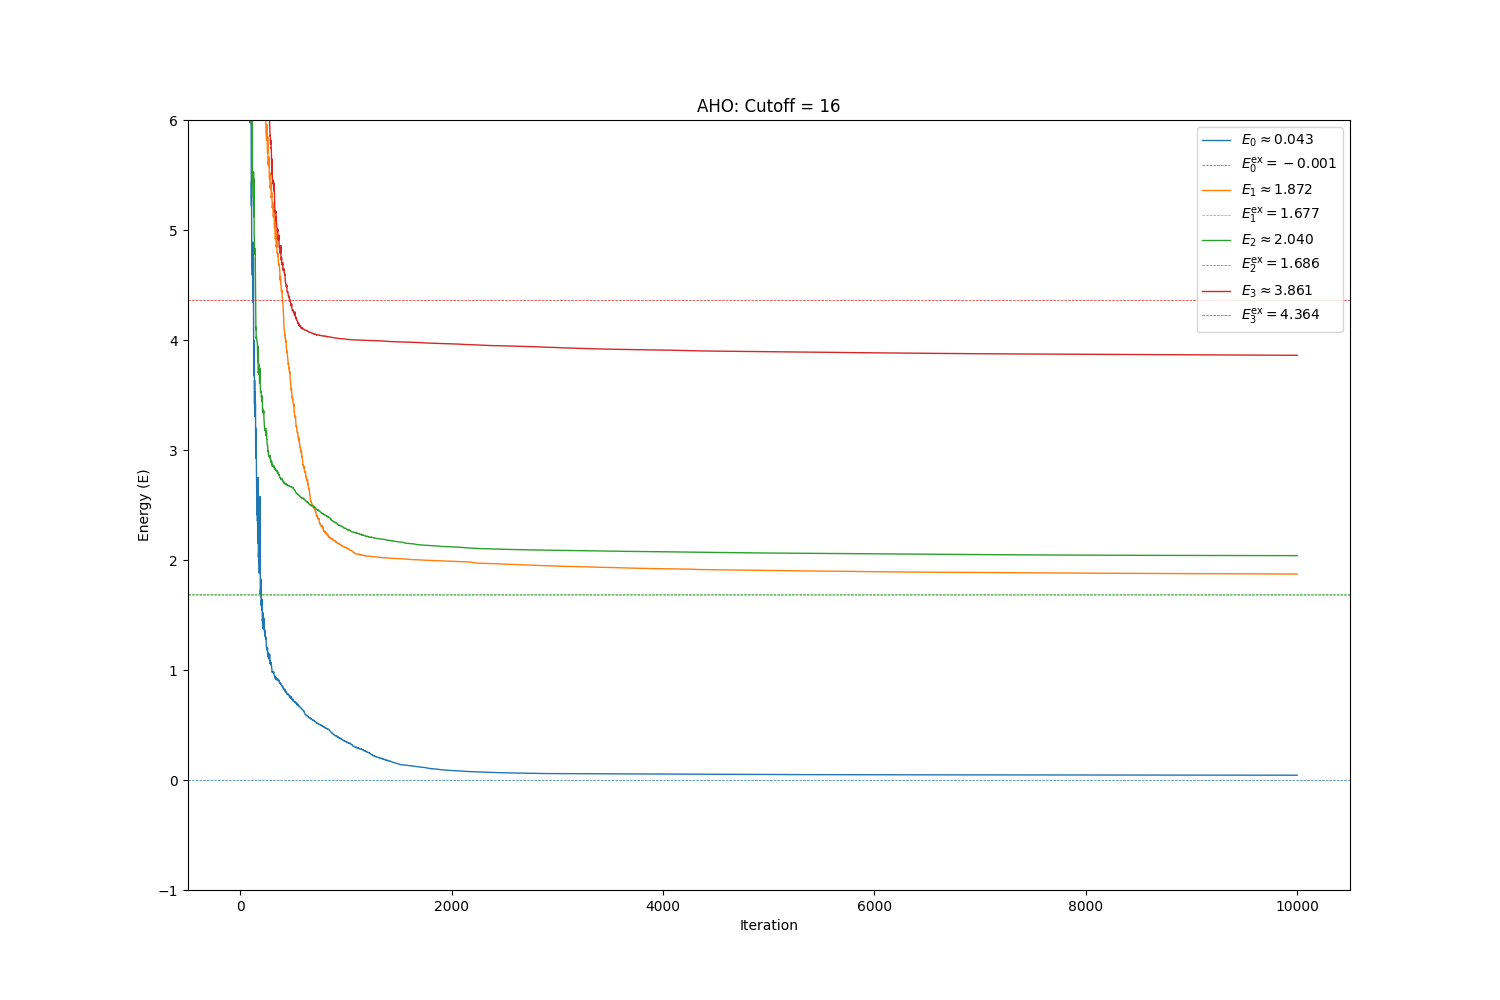 AHO: Cutoff = 16
6
5
4
3
2
1
0
−1
Energy (E)
0 2000 4000 6000 8000 10000
Iteration
E₀ ≈ 0.043
E₀ᵉˣ = −0.001
E₁ ≈ 1.872
E₁ᵉˣ = 1.677
E₂ ≈ 2.040
E₂ᵉˣ = 1.686
E₃ ≈ 3.861
E₃ᵉˣ = 4.364